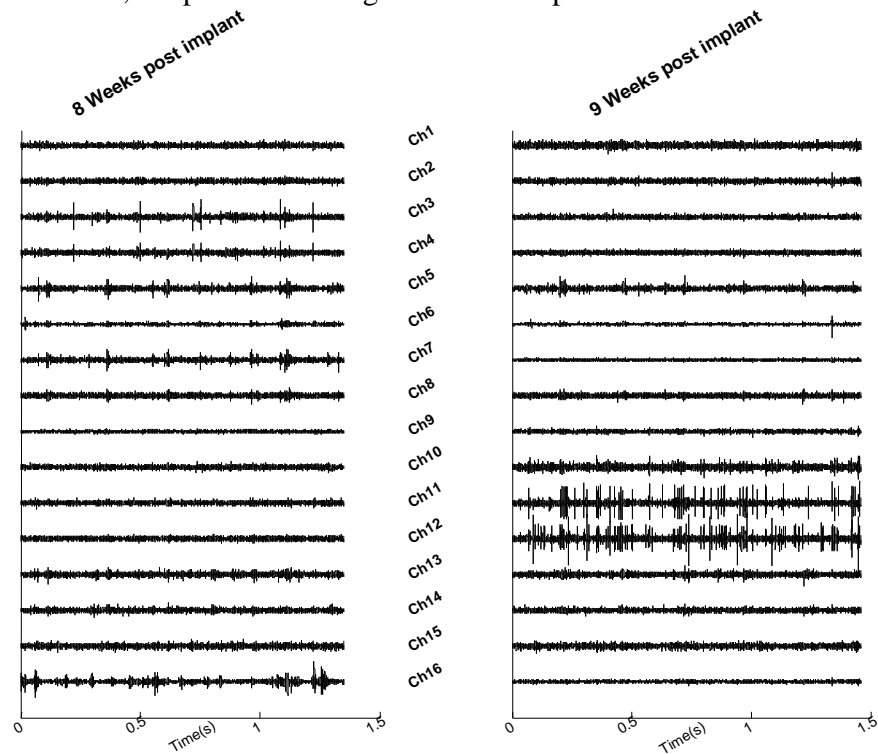 8 Weeks post implant
9 Weeks post implant
Ch1
Ch2
Ch3
Ch4
Ch5
Ch6
Ch7
Ch8
Ch9
Ch10
Ch11
Ch12
Ch13
Ch14
Ch15
Ch16
0 0.5 1 1.5
Time(s)
0 0.5 1 1.5
Time(s)